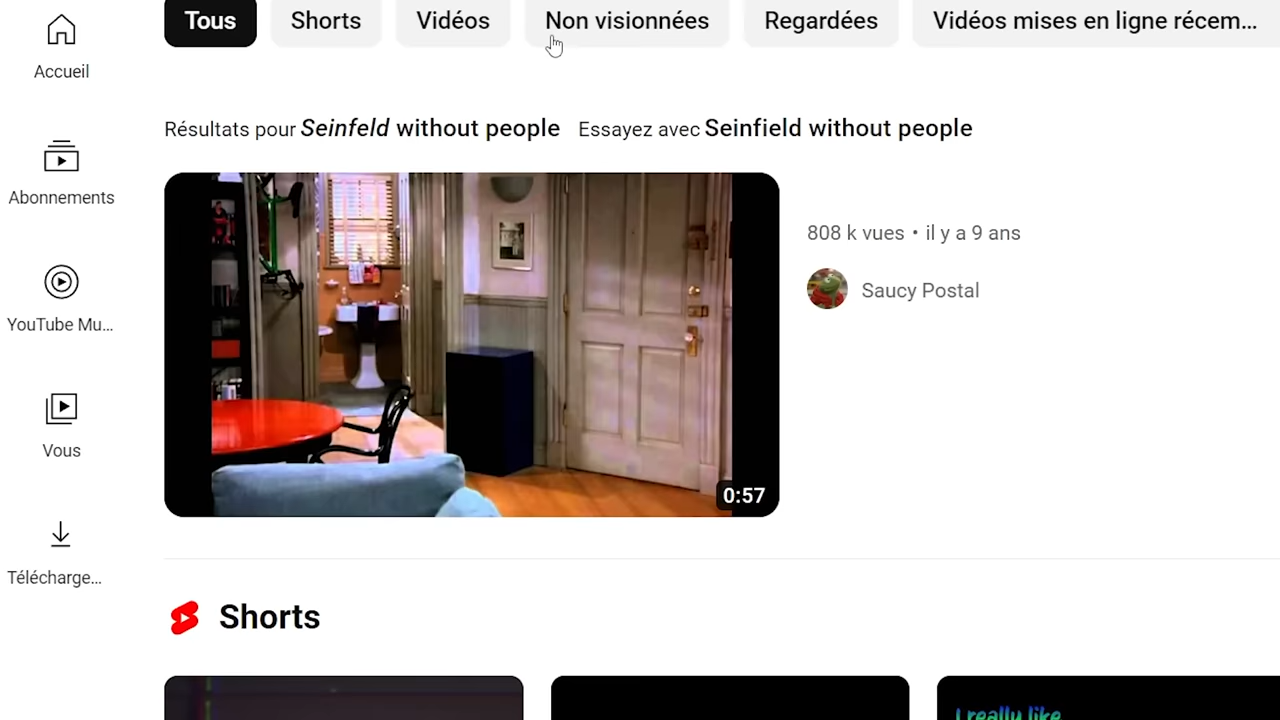 Tous Shorts Vidéos Non visionnées Regardées Vidéos mises en ligne récem...
Accueil
Résultats pour Seinfeld without people Essayez avec Seinfield without people
Abonnements
808 k vues • il y a 9 ans
Saucy Postal
YouTube Mu...
Vous
0:57
Télécharge...
Shorts
I really like